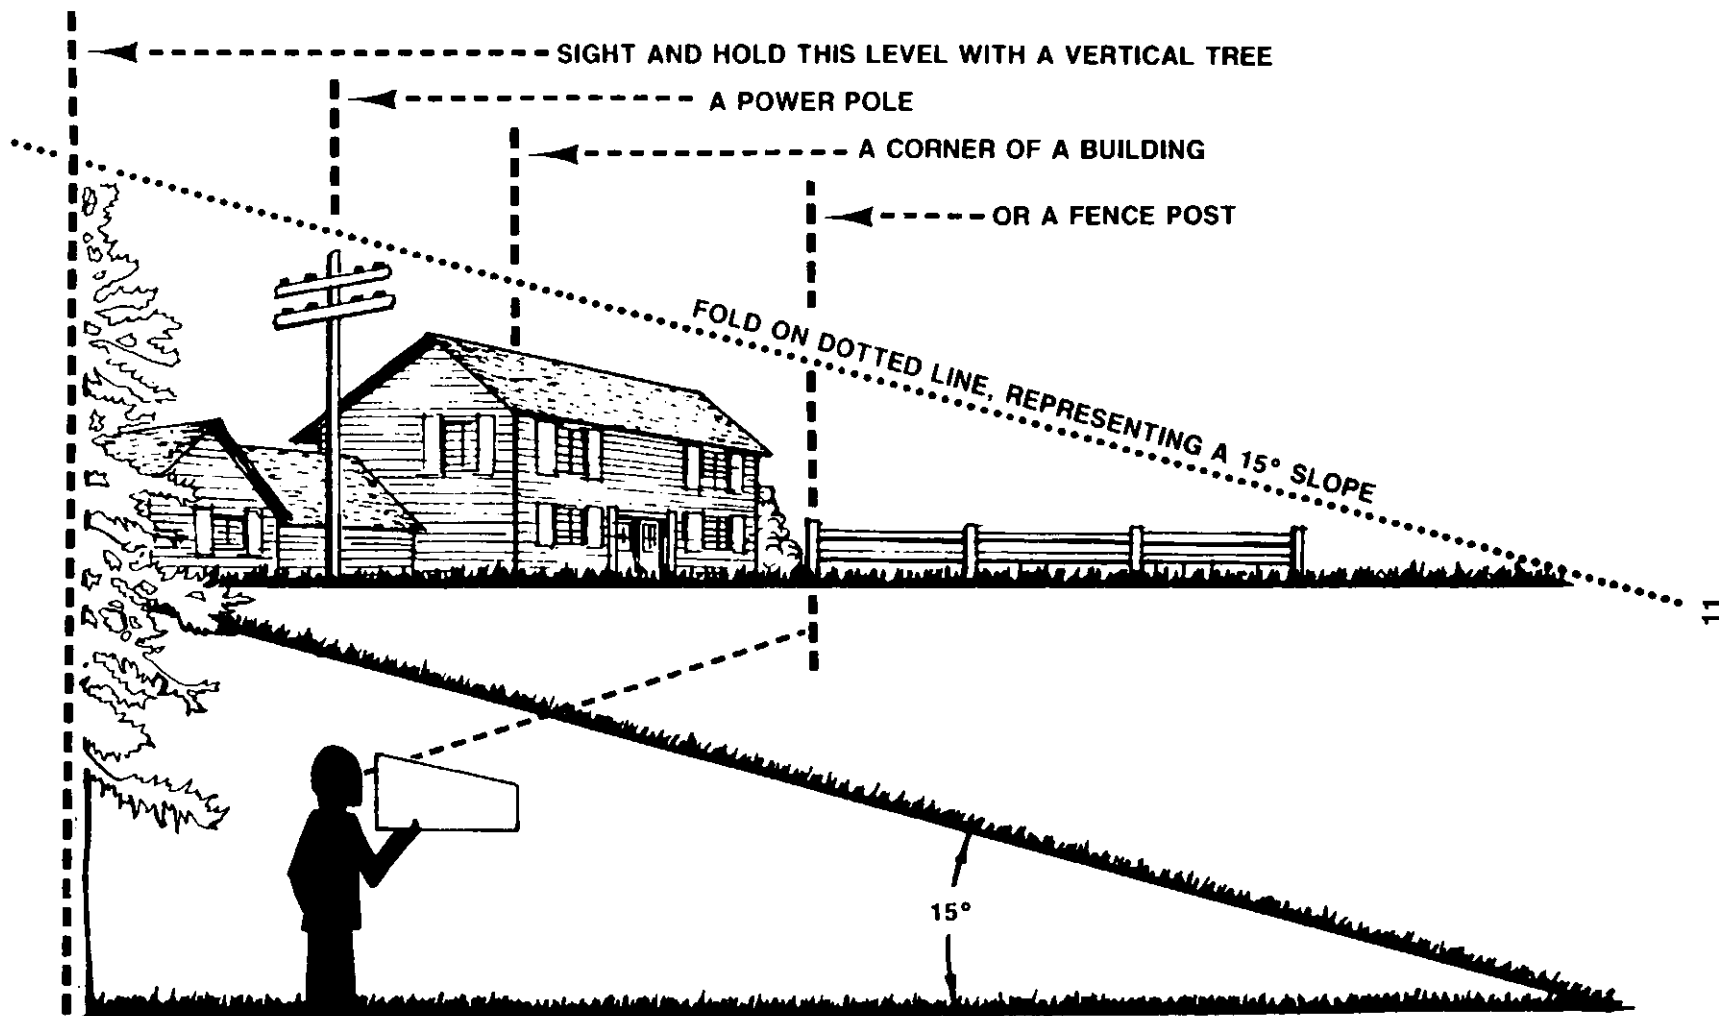 SIGHT AND HOLD THIS LEVEL WITH A VERTICAL TREE
A POWER POLE
A CORNER OF A BUILDING
OR A FENCE POST
FOLD ON DOTTED LINE, REPRESENTING A 15° SLOPE
11
15°